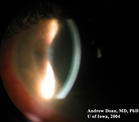 Andrew Doan, MD, PhD
U of Iowa, 2004